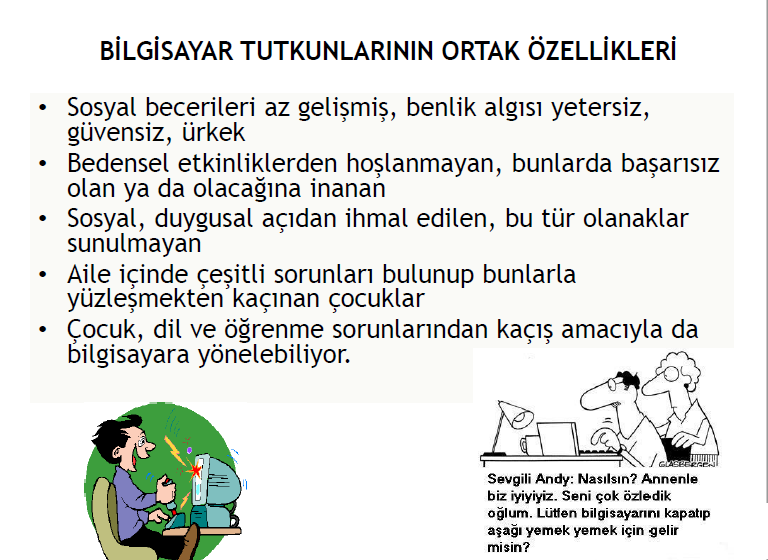 BİLGİSAYAR TUTKUNLARININ ORTAK ÖZELLİKLERİ
• Sosyal becerileri az gelişmiş, benlik algısı yetersiz,
güvensiz, ürkek
• Bedensel etkinliklerden hoşlanmayan, bunlarda başarısız
olan ya da olacağına inanan
• Sosyal, duygusal açıdan ihmal edilen, bu tür olanaklar
sunulmayan
• Aile içinde çeşitli sorunları bulunup bunlarla
yüzleşmekten kaçınan çocuklar
• Çocuk, dil ve öğrenme sorunlarından kaçış amacıyla da
bilgisayara yönelebiliyor.
GLASBERGEN
Sevgili Andy: Nasılsın? Annenle
biz iyiyiyiz. Seni çok özledik
oğlum. Lütlen bilgisayarını kapatıp
aşağı yemek yemek için gelir
misin?